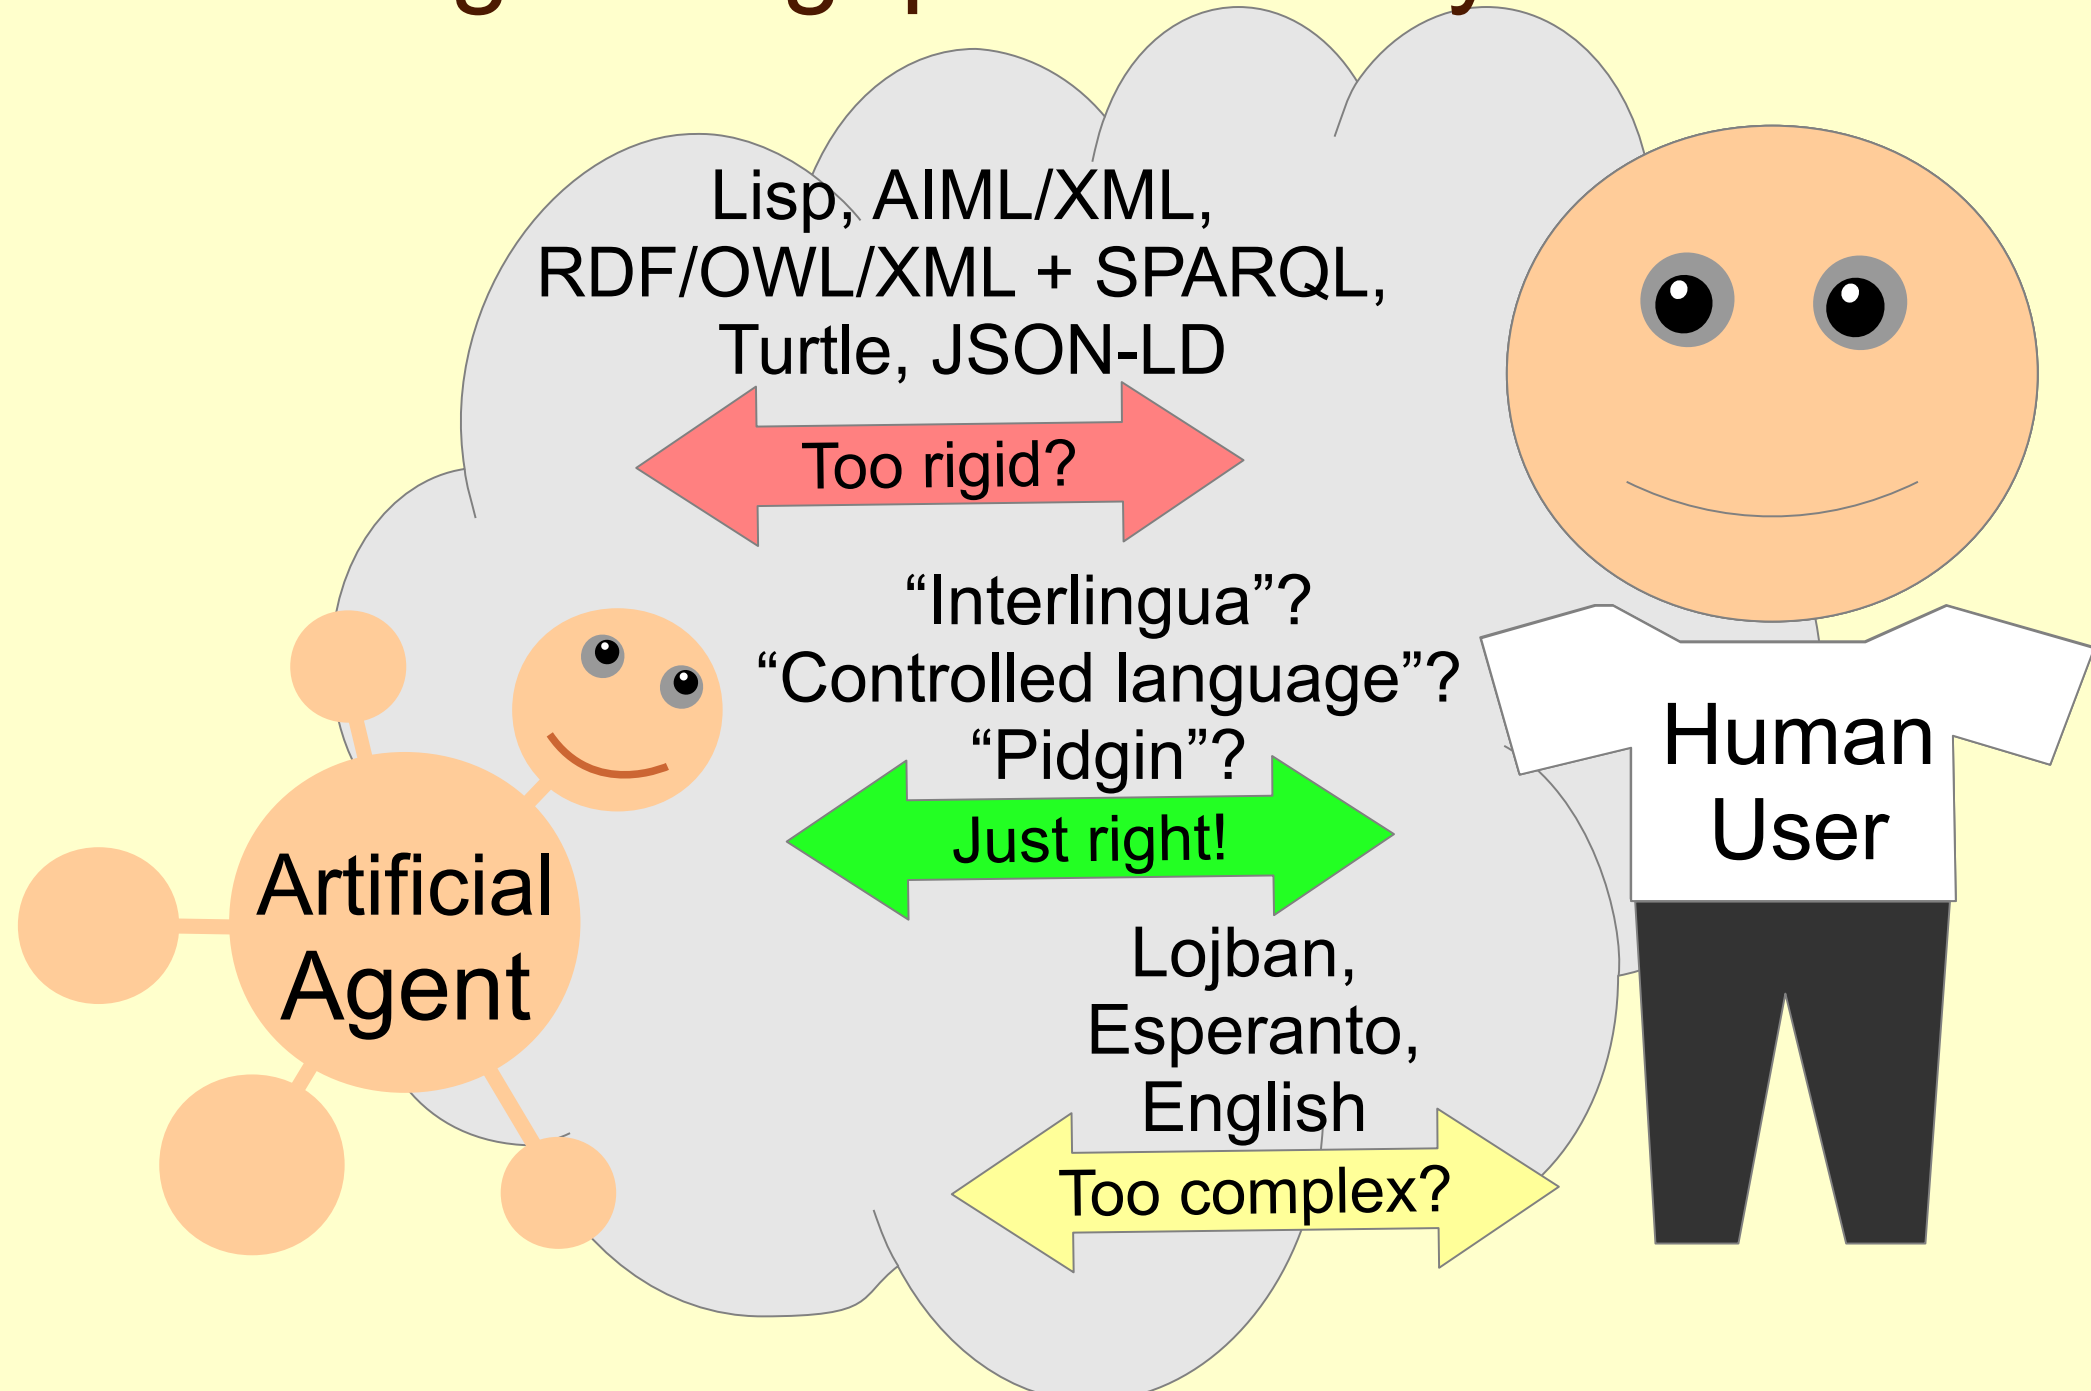 Lisp, AIML/XML,
RDF/OWL/XML + SPARQL,
Turtle, JSON-LD
Too rigid?
“Interlingua”?
“Controlled language”?
“Pidgin”?
Just right!
Human
User
Artificial
Agent
Lojban,
Esperanto,
English
Too complex?